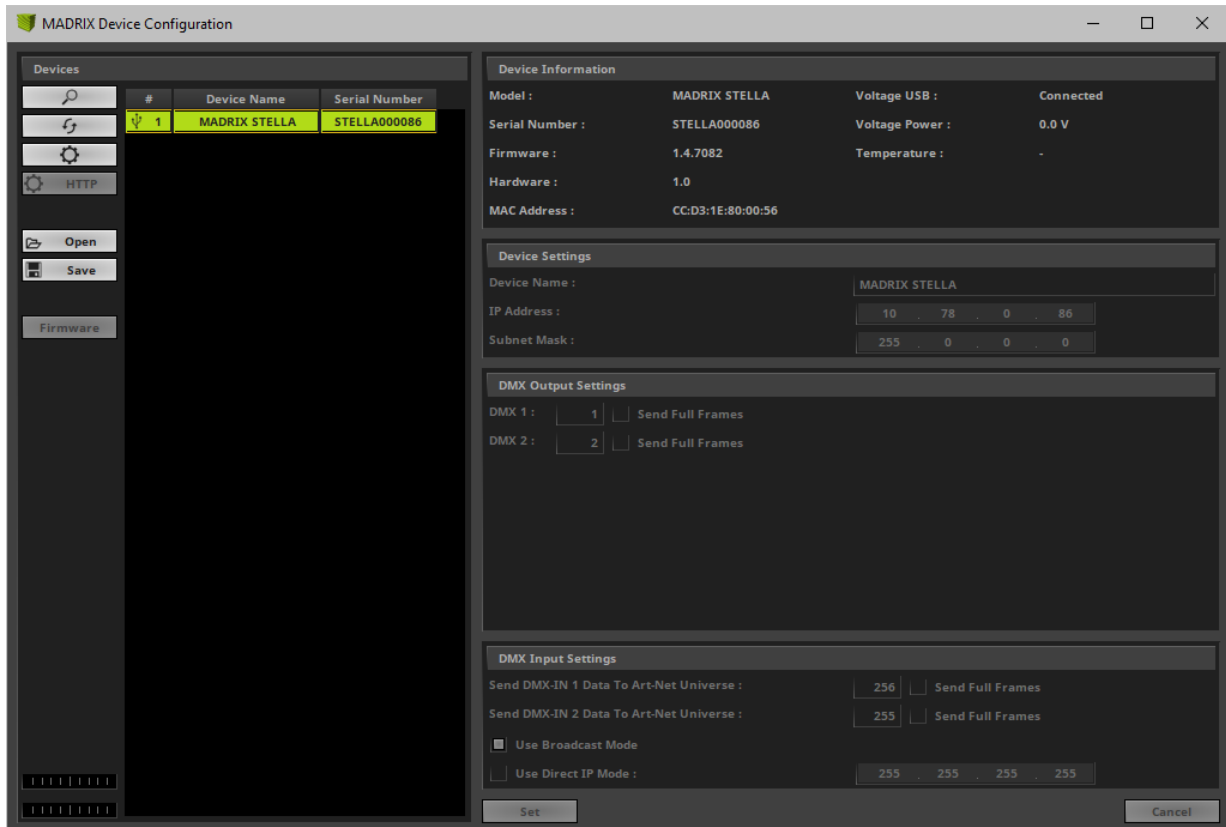 MADRIX Device Configuration
Devices
# Device Name Serial Number
1 MADRIX STELLA STELLA000086
HTTP
Open
Save
Firmware
Device Information
Model : MADRIX STELLA Voltage USB : Connected
Serial Number : STELLA000086 Voltage Power : 0.0 V
Firmware : 1.4.7082 Temperature : -
Hardware : 1.0
MAC Address : CC:D3:1E:80:00:56
Device Settings
Device Name : MADRIX STELLA
IP Address : 10 . 78 . 0 . 86
Subnet Mask : 255 . 0 . 0 . 0
DMX Output Settings
DMX 1 : 1 Send Full Frames
DMX 2 : 2 Send Full Frames
DMX Input Settings
Send DMX-IN 1 Data To Art-Net Universe : 256 Send Full Frames
Send DMX-IN 2 Data To Art-Net Universe : 255 Send Full Frames
Use Broadcast Mode
Use Direct IP Mode : 255 . 255 . 255 . 255
Set Cancel